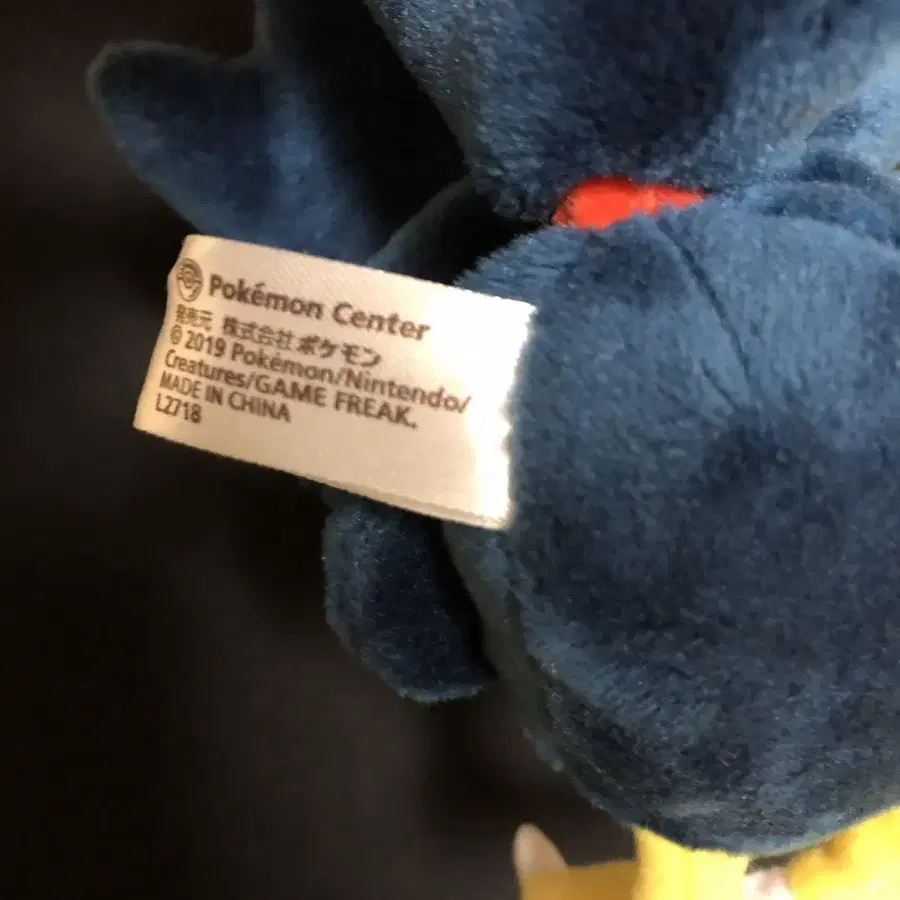 Pokémon Center
発売元 株式会社ポケモン
© 2019 Pokémon/Nintendo/
Creatures/GAME FREAK.
MADE IN CHINA
L2718